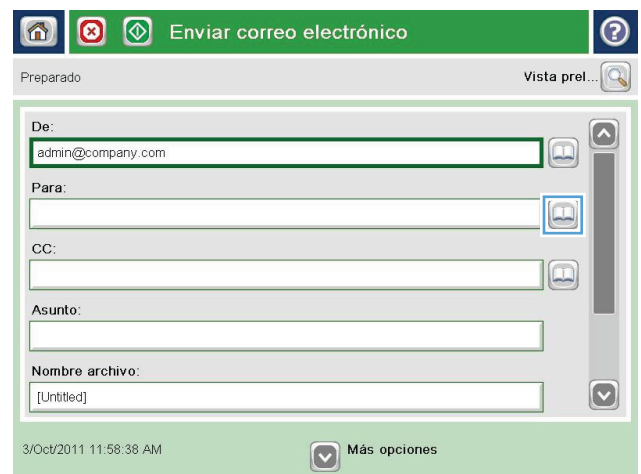 Enviar correo electrónico
Preparado
Vista prel...
De:
admin@company.com
Para:
CC:
Asunto:
Nombre archivo:
[Untitled]
3/Oct/2011 11:58:38 AM
Más opciones